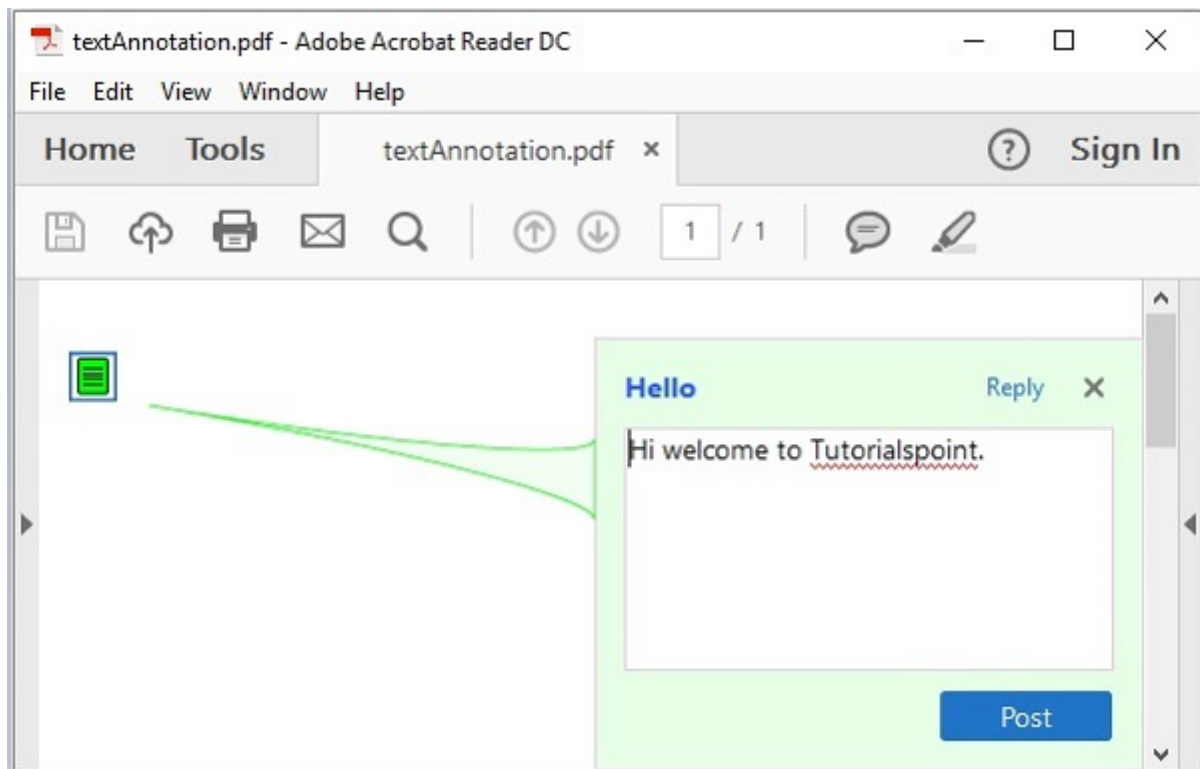 textAnnotation.pdf - Adobe Acrobat Reader DC
File Edit View Window Help
Home Tools textAnnotation.pdf × ? Sign In
1 / 1
Hello Reply ×
Hi welcome to Tutorialspoint.
Post